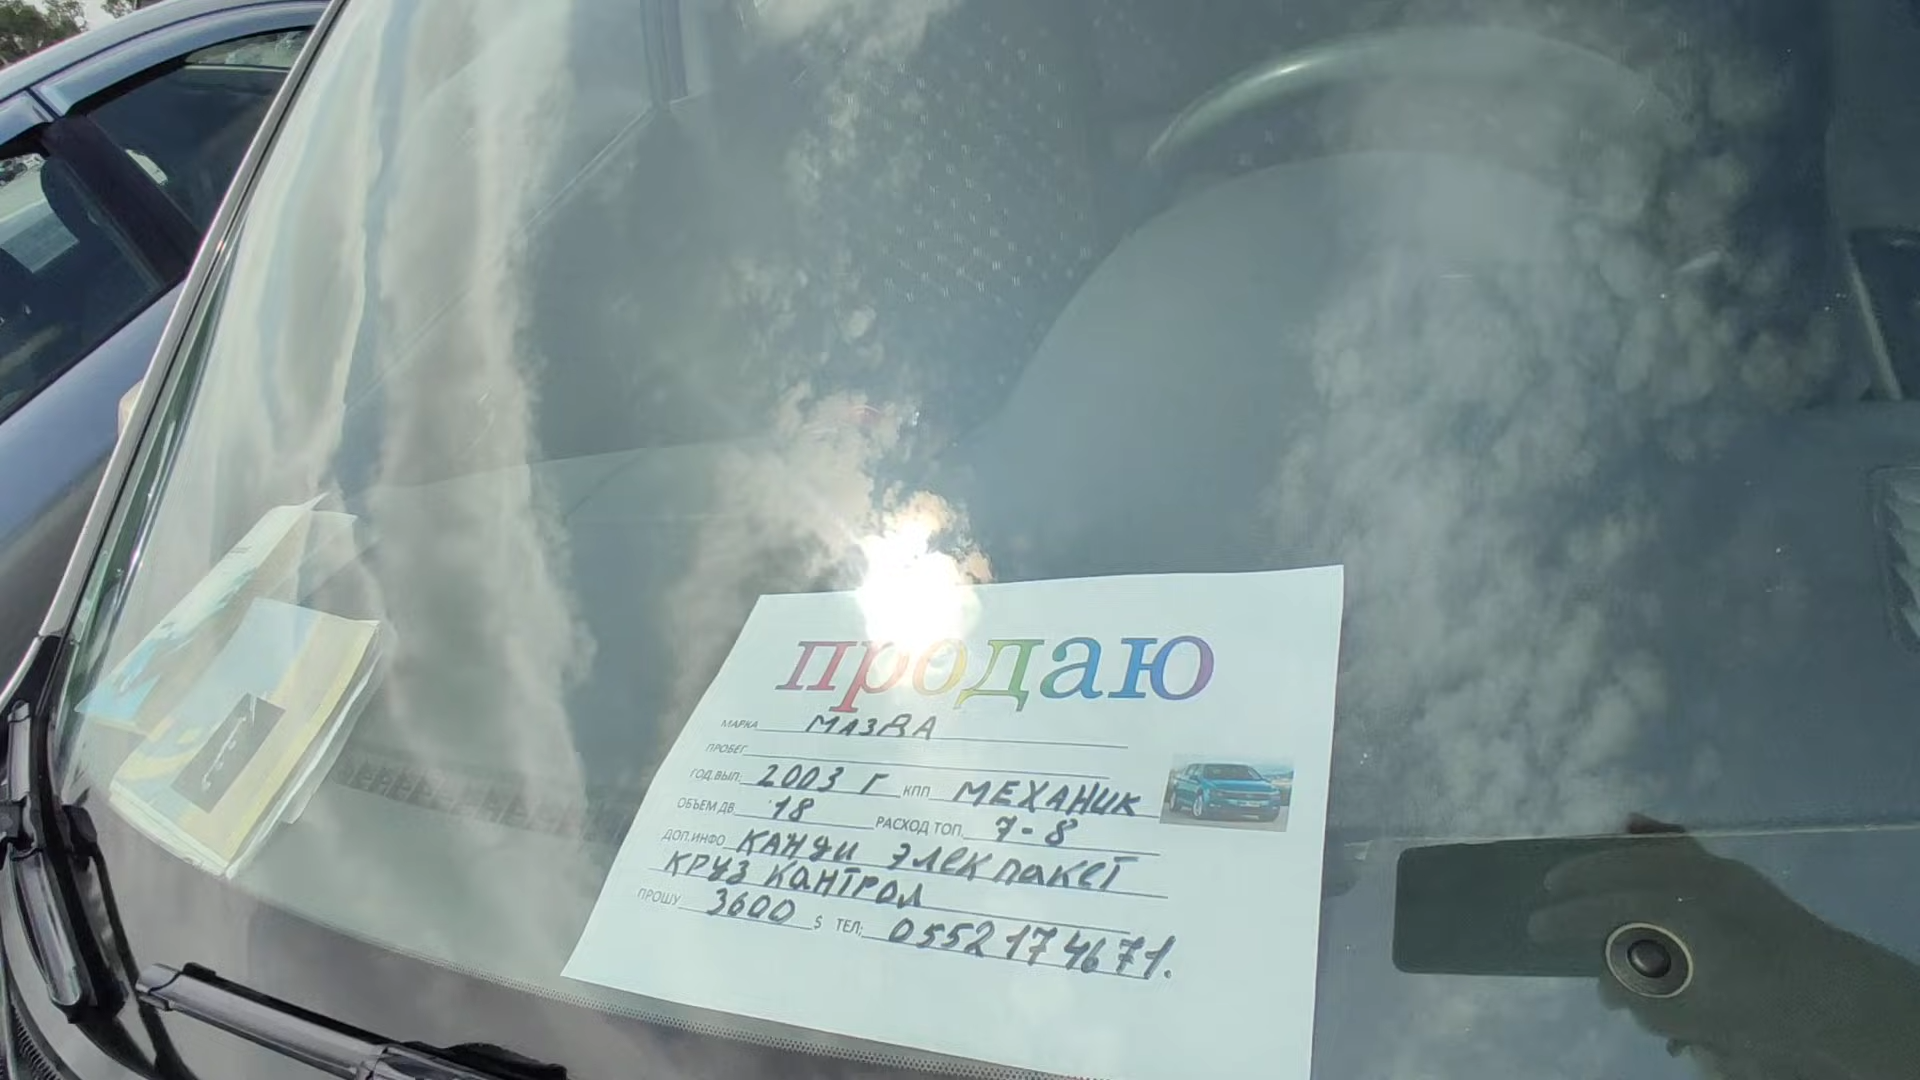 продаю
МАРКА МАЗДА
ПРОБЕГ
ГОД.ВЫП; 2003 Г КПП МЕХАНИК
ОБЪЕМ ДВ 18 РАСХОД ТОП. 7-8
ДОП.ИНФО КАНДИ ЭЛЕК ПАКЕТ
КРУЗ КАНТРОЛ
ПРОШУ 3600 $ ТЕЛ; 0552174671.